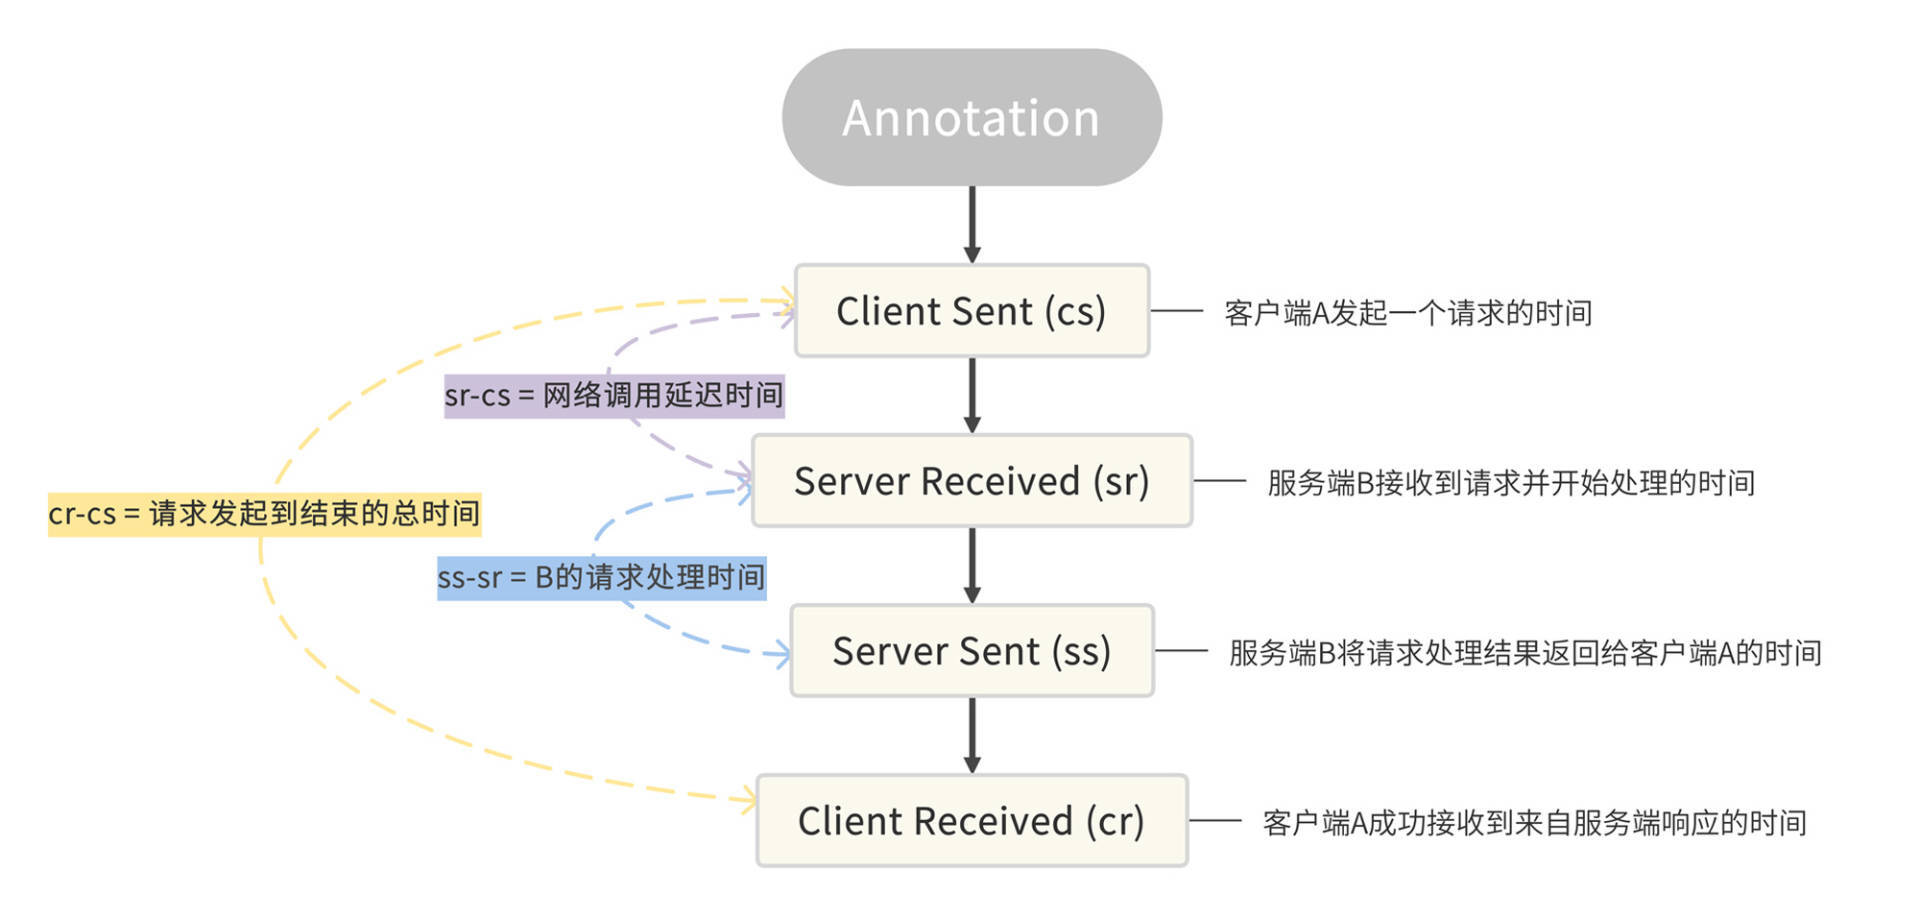 Annotation
Client Sent (cs)
客户端A发起一个请求的时间
sr-cs = 网络调用延迟时间
Server Received (sr)
服务端B接收到请求并开始处理的时间
cr-cs = 请求发起到结束的总时间
ss-sr = B的请求处理时间
Server Sent (ss)
服务端B将请求处理结果返回给客户端A的时间
Client Received (cr)
客户端A成功接收到来自服务端响应的时间